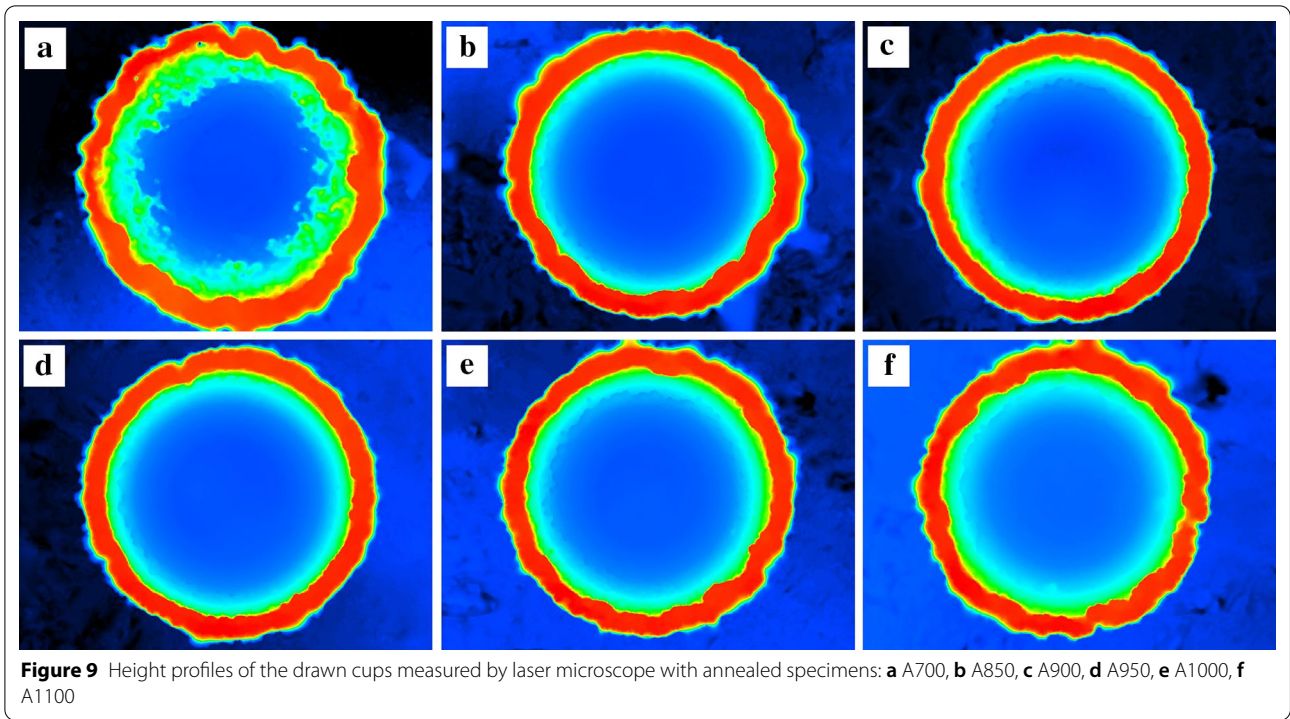 a
b
c
d
e
f
Figure 9 Height profiles of the drawn cups measured by laser microscope with annealed specimens: a A700, b A850, c A900, d A950, e A1000, f
A1100